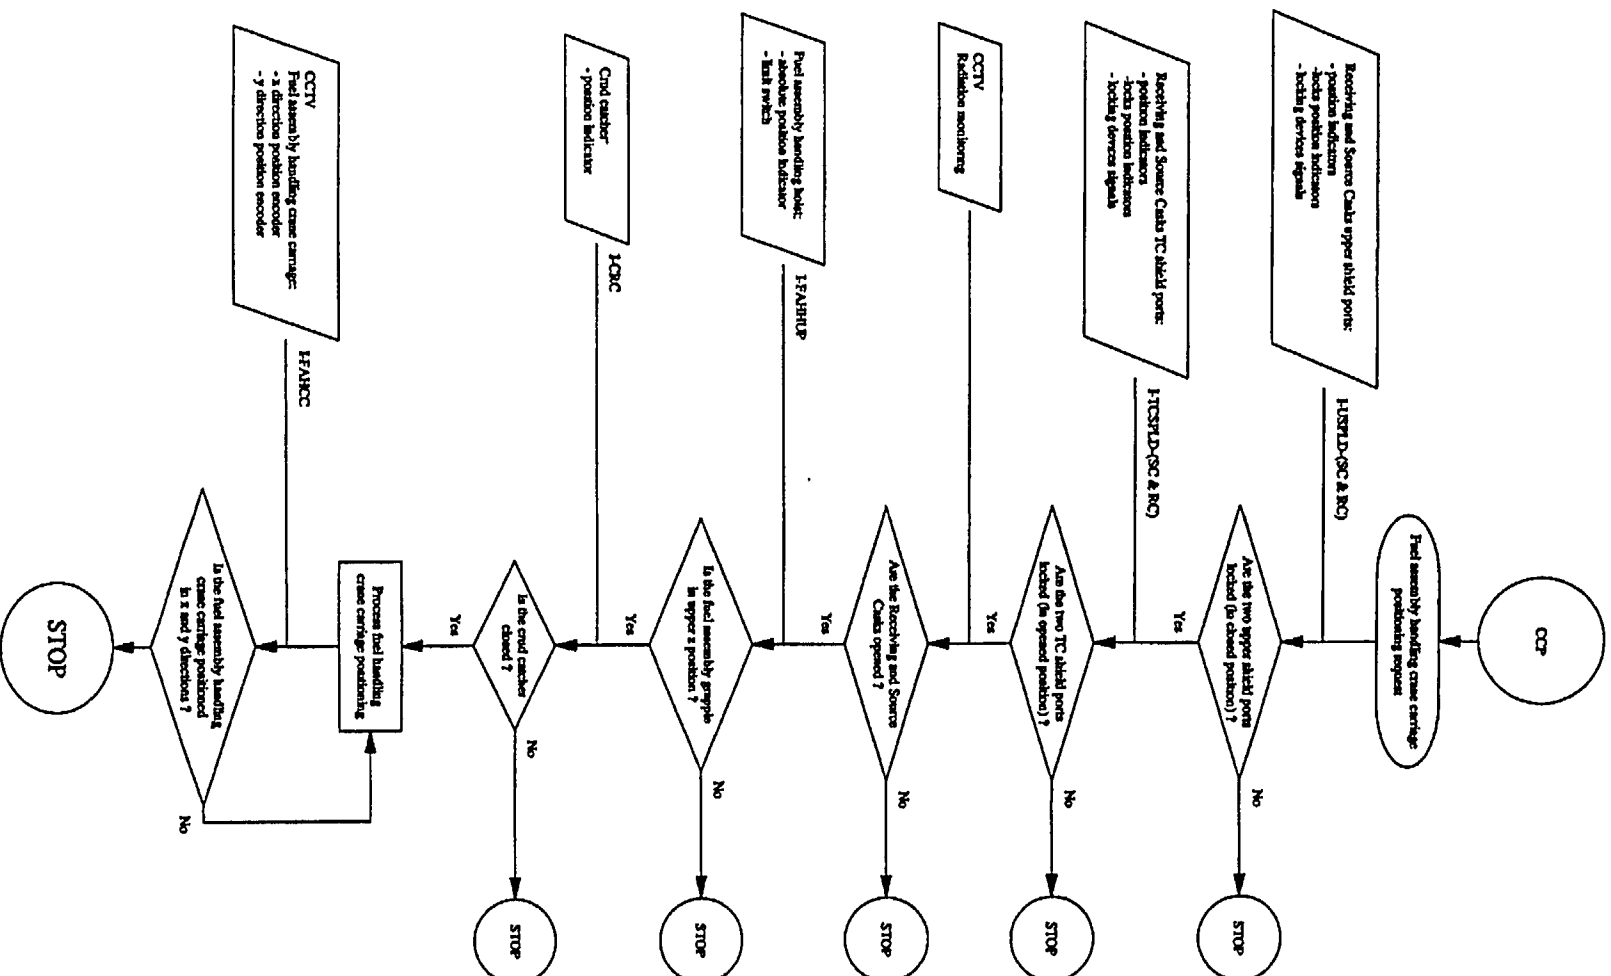 CCP
Fuel assembly handling crane carriage
positioning request
Receiving and Source Casks upper shield ports:
- position indicators
-locks position indicators
- locking devices signals
I-USPLD-(SC & RC)
Are the two upper shield ports
locked (in closed position) ?
No
STOP
Yes
Receiving and Source Casks TC shield ports:
- position indicators
-locks position indicators
- locking devices signals
I-TCSPLD-(SC & RC)
Are the two TC shield ports
locked (in opened position) ?
No
STOP
Yes
CCTV
Radiation monitoring
Are the Receiving and Source
Casks opened ?
No
STOP
Yes
Fuel assembly handling hoist:
- absolute position indicator
- limit switch
I-FAHHUP
Is the fuel assembly grapple
in upper z position ?
No
STOP
Yes
Crud catcher
- position indicator
I-CRC
Is the crud catcher
closed ?
No
STOP
Yes
Process fuel handling
crane carriage positioning
CCTV
Fuel assembly handling crane carriage:
- x direction position encoder
- y direction position encoder
I-FAHCC
Is the fuel assembly handling
crane carriage positioned
in x and y directions ?
No
STOP